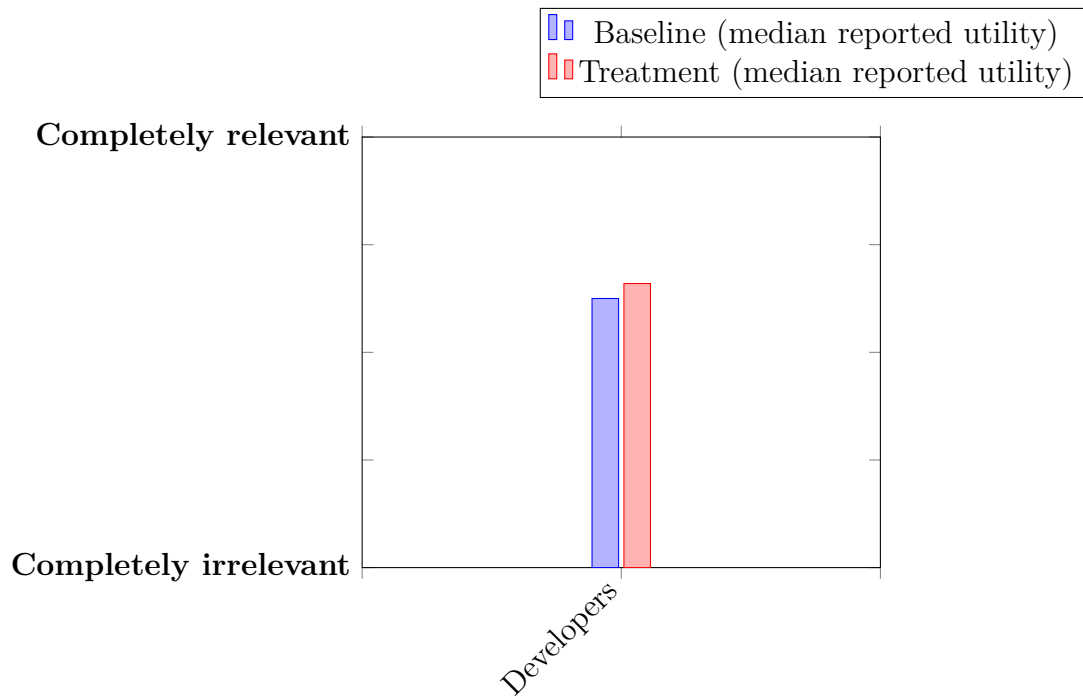 Baseline (median reported utility)
Treatment (median reported utility)
Completely relevant
Completely irrelevant
Developers